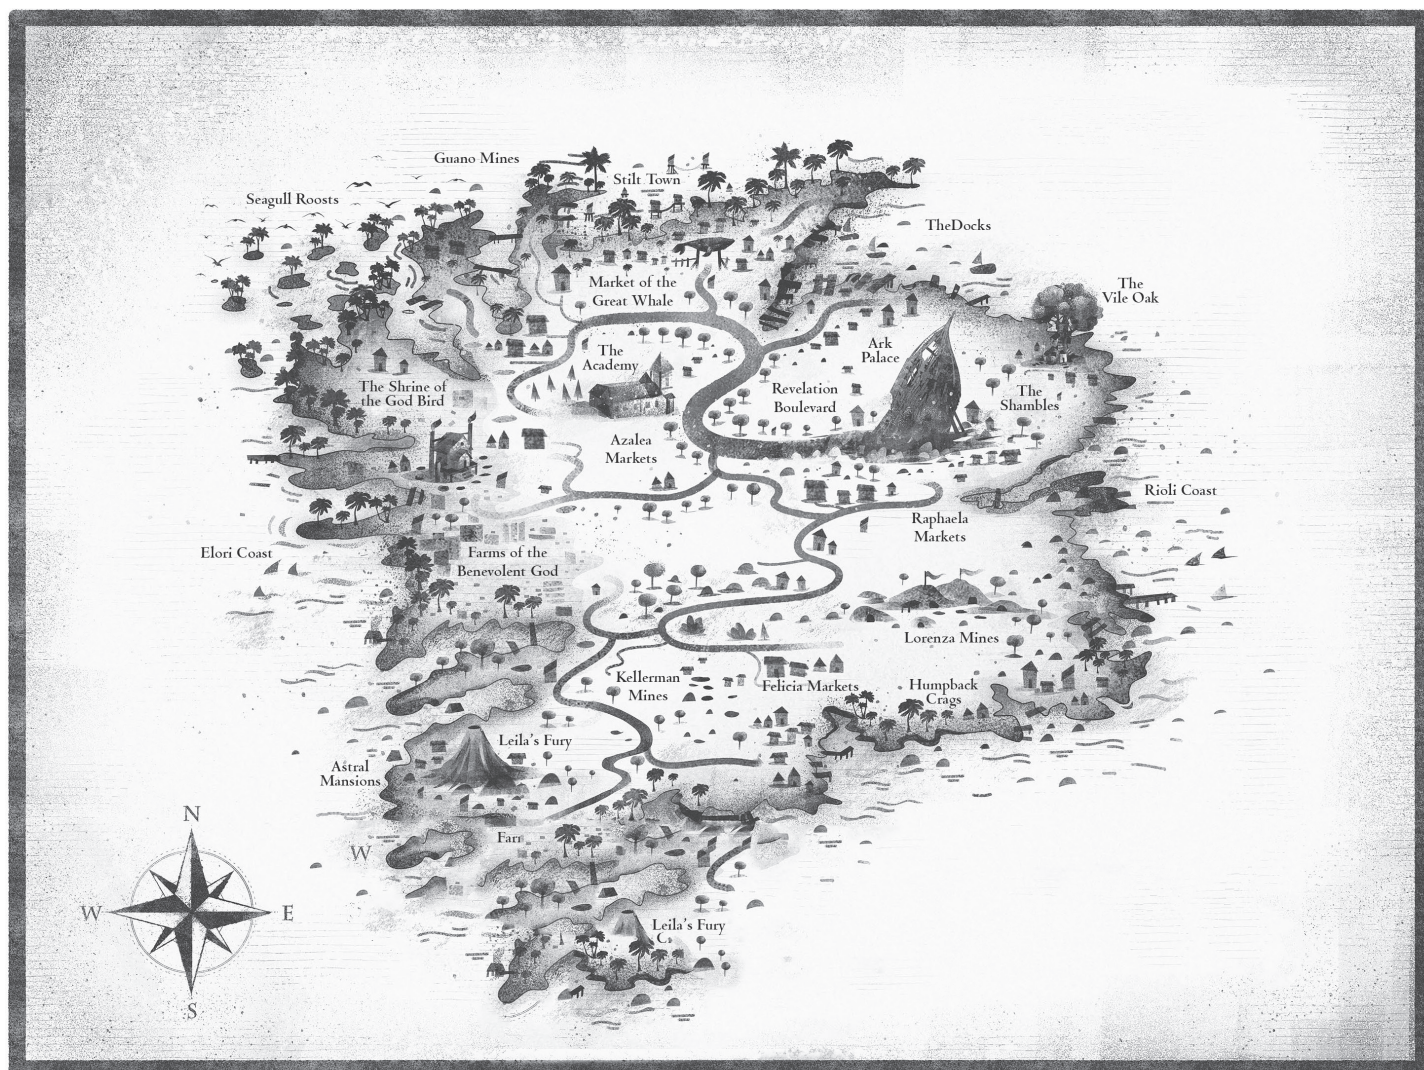 Guano Mines
Stilt Town
Seagull Roosts
TheDocks
Market of the
Great Whale
The
Vile Oak
The
Academy
Ark
Palace
The Shrine of
the God Bird
Revelation
Boulevard
The
Shambles
Azalea
Markets
Rioli Coast
Raphaela
Markets
Elori Coast
Farms of the
Benevolent God
Lorenza Mines
Kellerman
Mines
Felicia Markets
Humpback
Crags
Leila's Fury
Astral
Mansions
N
W
W
E
S
Leila's Fury